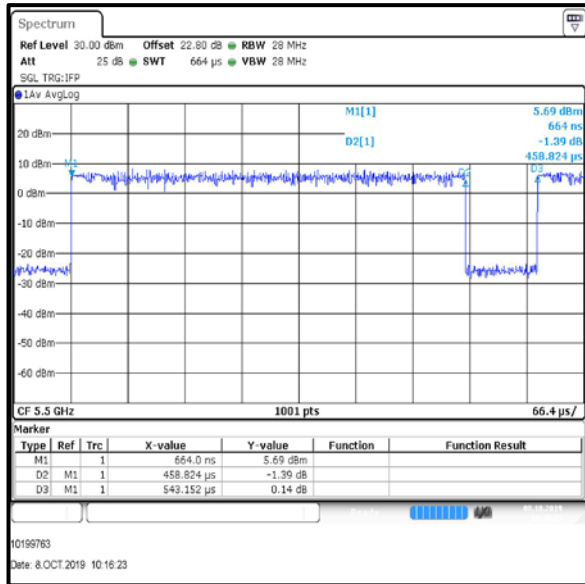 Spectrum
Ref Level 30.00 dBm Offset 22.80 dB RBW 28 MHz
Att 25 dB SWT 664 µs VBW 28 MHz
SGL TRG:IFP
1Av AvgLog
M1[1] 5.69 dBm
664 ns
D2[1] -1.39 dB
458.824 µs
20 dBm
10 dBm
M1
D2
D3
0 dBm
-10 dBm
-20 dBm
-30 dBm
-40 dBm
-50 dBm
-60 dBm
CF 5.5 GHz 1001 pts 66.4 µs/
Marker
Type Ref Trc X-value Y-value Function Function Result
M1 1 664.0 ns 5.69 dBm
D2 M1 1 458.824 µs -1.39 dB
D3 M1 1 543.152 µs 0.14 dB
10199763
Date: 8.OCT.2019 10:16:23